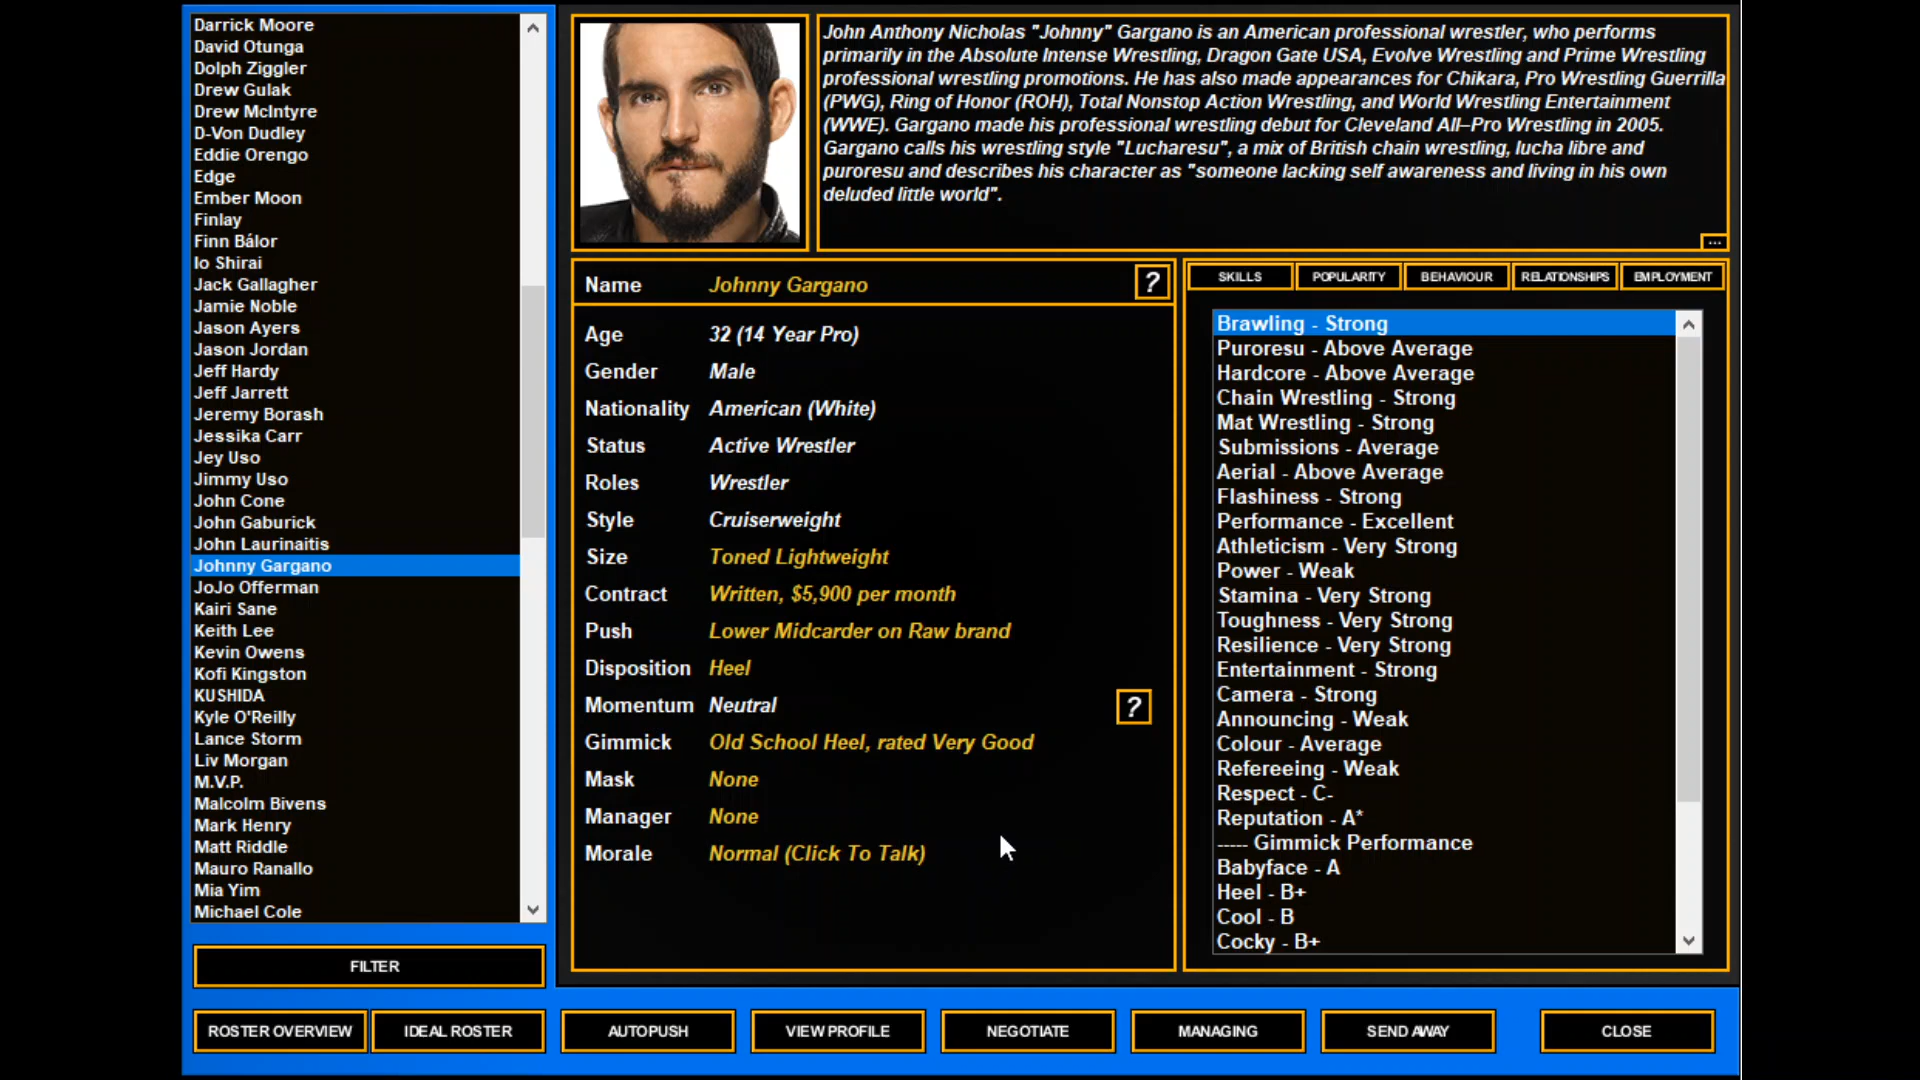 Darrick Moore
David Otunga
Dolph Ziggler
Drew Gulak
Drew McIntyre
D-Von Dudley
Eddie Orengo
Edge
Ember Moon
Finlay
Finn Bálor
Io Shirai
Jack Gallagher
Jamie Noble
Jason Ayers
Jason Jordan
Jeff Hardy
Jeff Jarrett
Jeremy Borash
Jessika Carr
Jey Uso
Jimmy Uso
John Cone
John Gaburick
John Laurinaitis
Johnny Gargano
JoJo Offerman
Kairi Sane
Keith Lee
Kevin Owens
Kofi Kingston
KUSHIDA
Kyle O'Reilly
Lance Storm
Liv Morgan
M.V.P.
Malcolm Bivens
Mark Henry
Matt Riddle
Mauro Ranallo
Mia Yim
Michael Cole
FILTER
John Anthony Nicholas "Johnny" Gargano is an American professional wrestler, who performs
primarily in the Absolute Intense Wrestling, Dragon Gate USA, Evolve Wrestling and Prime Wrestling
professional wrestling promotions. He has also made appearances for Chikara, Pro Wrestling Guerrilla
(PWG), Ring of Honor (ROH), Total Nonstop Action Wrestling, and World Wrestling Entertainment
(WWE). Gargano made his professional wrestling debut for Cleveland All–Pro Wrestling in 2005.
Gargano calls his wrestling style "Lucharesu", a mix of British chain wrestling, lucha libre and
puroresu and describes his character as "someone lacking self awareness and living in his own
deluded little world".
...
Name Johnny Gargano ?
Age 32 (14 Year Pro)
Gender Male
Nationality American (White)
Status Active Wrestler
Roles Wrestler
Style Cruiserweight
Size Toned Lightweight
Contract Written, $5,900 per month
Push Lower Midcarder on Raw brand
Disposition Heel
Momentum Neutral ?
Gimmick Old School Heel, rated Very Good
Mask None
Manager None
Morale Normal (Click To Talk)
SKILLS POPULARITY BEHAVIOUR RELATIONSHIPS EMPLOYMENT
Brawling - Strong
Puroresu - Above Average
Hardcore - Above Average
Chain Wrestling - Strong
Mat Wrestling - Strong
Submissions - Average
Aerial - Above Average
Flashiness - Strong
Performance - Excellent
Athleticism - Very Strong
Power - Weak
Stamina - Very Strong
Toughness - Very Strong
Resilience - Very Strong
Entertainment - Strong
Camera - Strong
Announcing - Weak
Colour - Average
Refereeing - Weak
Respect - C-
Reputation - A*
----- Gimmick Performance
Babyface - A
Heel - B+
Cool - B
Cocky - B+
ROSTER OVERVIEW IDEAL ROSTER AUTOPUSH VIEW PROFILE NEGOTIATE MANAGING SEND AWAY CLOSE